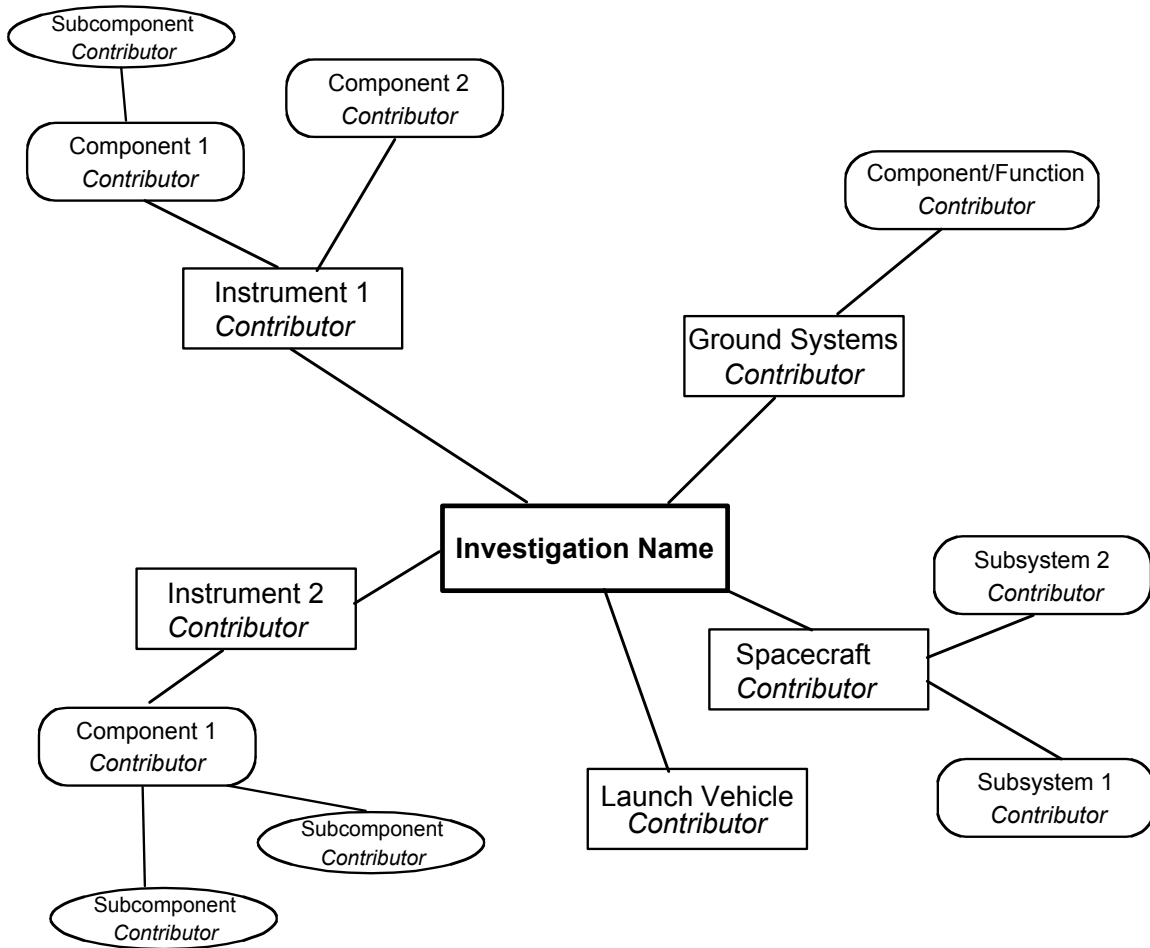 Subcomponent
Contributor
Component 2
Contributor
Component 1
Contributor
Component/Function
Contributor
Instrument 1
Contributor
Ground Systems
Contributor
Investigation Name
Subsystem 2
Contributor
Instrument 2
Contributor
Spacecraft
Contributor
Component 1
Contributor
Launch Vehicle
Contributor
Subsystem 1
Contributor
Subcomponent
Contributor
Subcomponent
Contributor